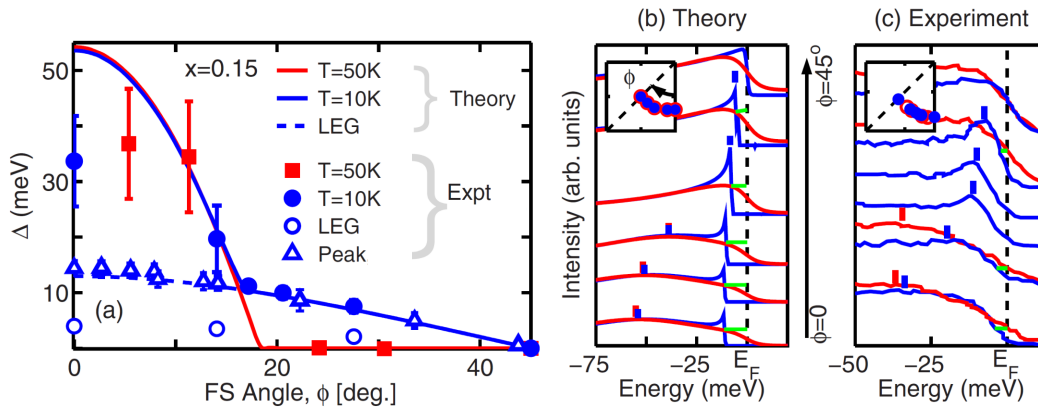 (b) Theory
(c) Experiment
50
30
10
Δ (meV)
x=0.15
T=50K
T=10K
LEG
Theory
T=50K
T=10K
LEG
Peak
Expt
(a)
0
20
40
FS Angle, ϕ [deg.]
ϕ
Intensity (arb. units)
−75
−50
−25
E_F
Energy (meV)
ϕ=0
ϕ=45°
−50
−25
E_F
Energy (meV)